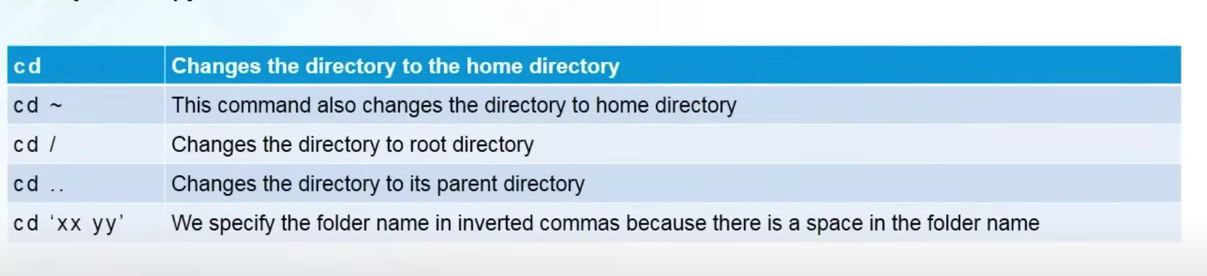 cd Changes the directory to the home directory
cd ~ This command also changes the directory to home directory
cd / Changes the directory to root directory
cd .. Changes the directory to its parent directory
cd ‘xx yy’ We specify the folder name in inverted commas because there is a space in the folder name